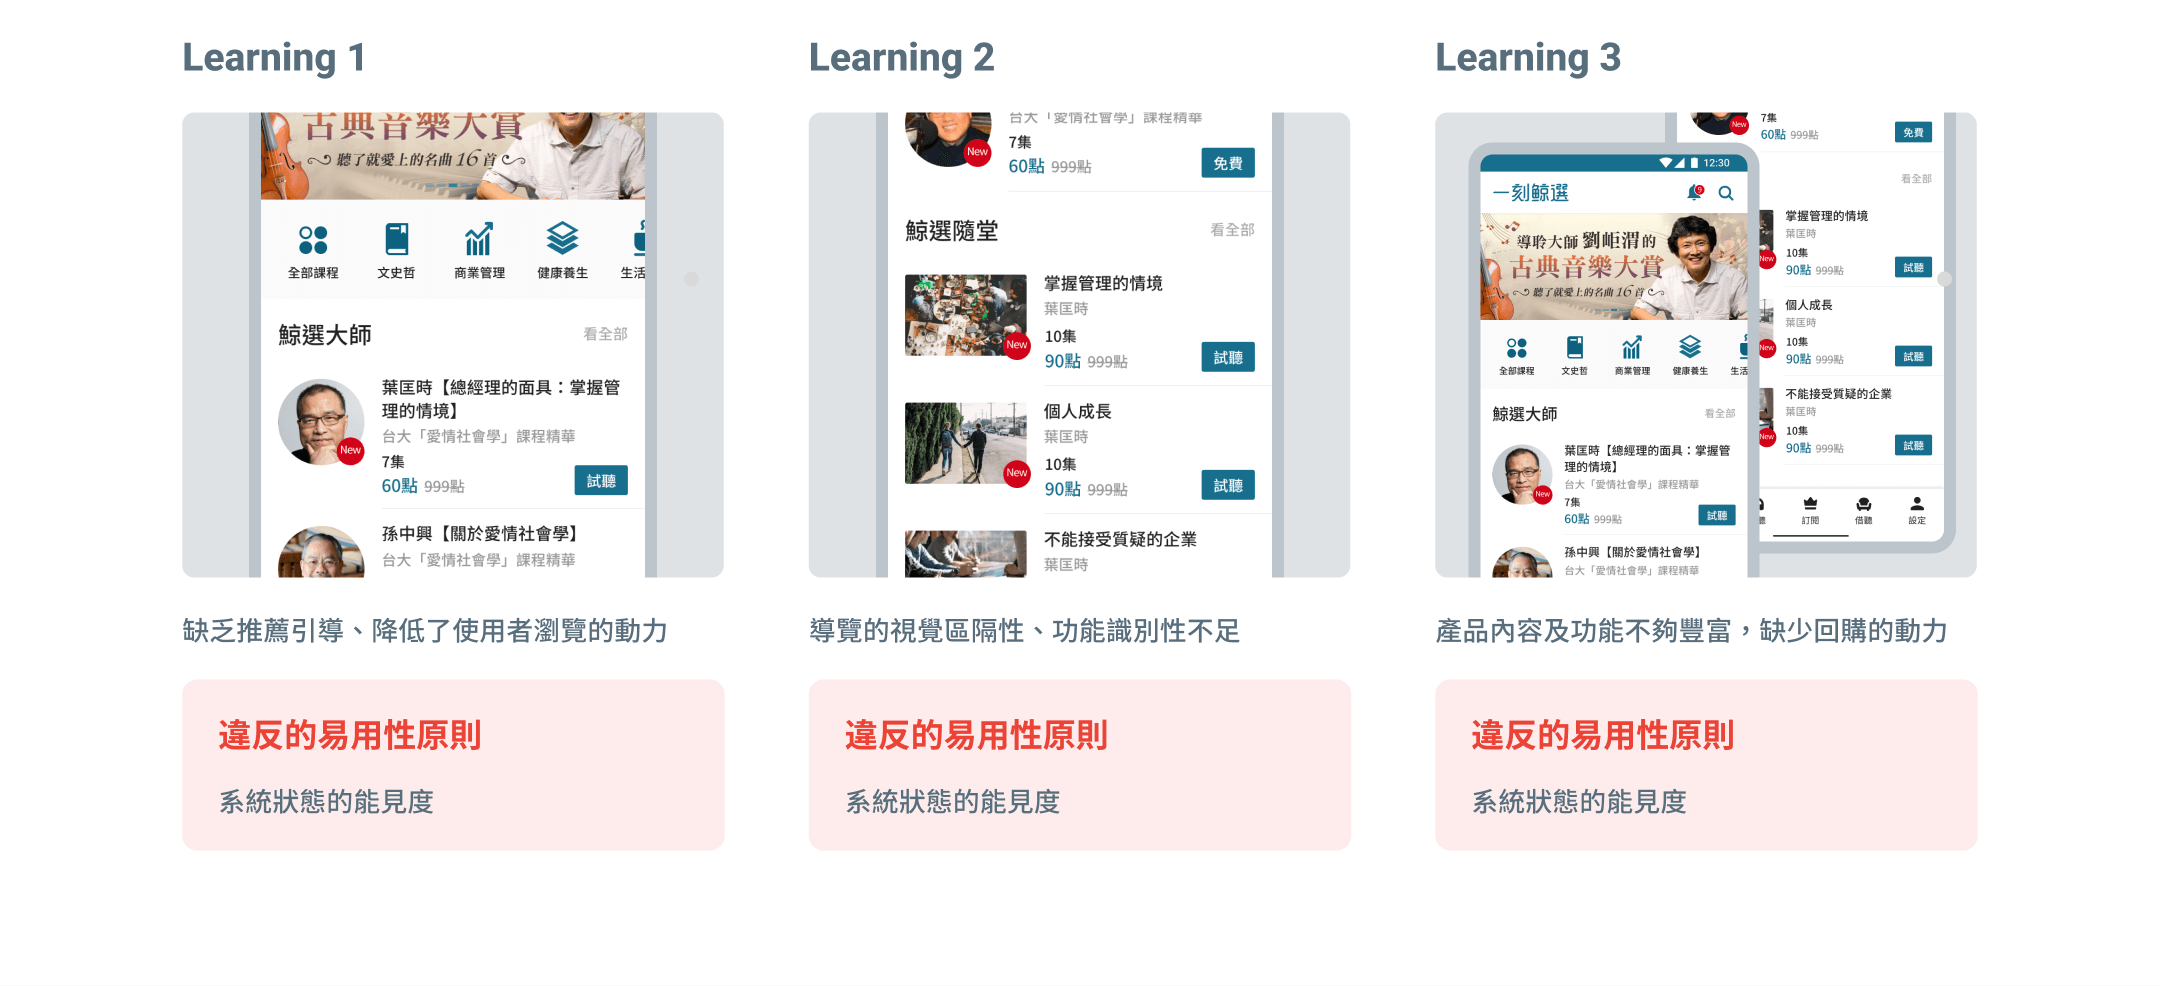 Learning 1
古典音樂大賞
聽了就愛上的名曲16首
全部課程
文史哲
商業管理
健康養生
生活
鯨選大師
看全部
葉匡時【總經理的面具：掌握管
理的情境】
台大「愛情社會學」課程精華
New
7集
60點 999點
試聽
孫中興【關於愛情社會學】
台大「愛情社會學」課程精華
缺乏推薦引導、降低了使用者瀏覽的動力
違反的易用性原則
系統狀態的能見度
Learning 2
台大「愛情社會學」課程精華
New
7集
60點 999點
免費
鯨選隨堂
看全部
掌握管理的情境
葉匡時
10集
New
90點 999點
試聽
個人成長
葉匡時
10集
New
90點 999點
試聽
不能接受質疑的企業
葉匡時
導覽的視覺區隔性、功能識別性不足
違反的易用性原則
系統狀態的能見度
Learning 3
12:30
一刻鯨選
9
導聆大師 劉岠渭的
古典音樂大賞
聽了就愛上的名曲16首
全部課程
文史哲
商業管理
健康養生
生活
鯨選大師
看全部
葉匡時【總經理的面具：掌握管
理的情境】
台大「愛情社會學」課程精華
New
7集
60點 999點
試聽
孫中興【關於愛情社會學】
台大「愛情社會學」課程精華
New
7集
60點 999點
免費
看全部
掌握管理的情境
葉匡時
10集
New
90點 999點
試聽
個人成長
葉匡時
10集
New
90點 999點
試聽
不能接受質疑的企業
葉匡時
10集
New
90點 999點
試聽
聽
訂閱
借聽
設定
產品內容及功能不夠豐富，缺少回購的動力
違反的易用性原則
系統狀態的能見度